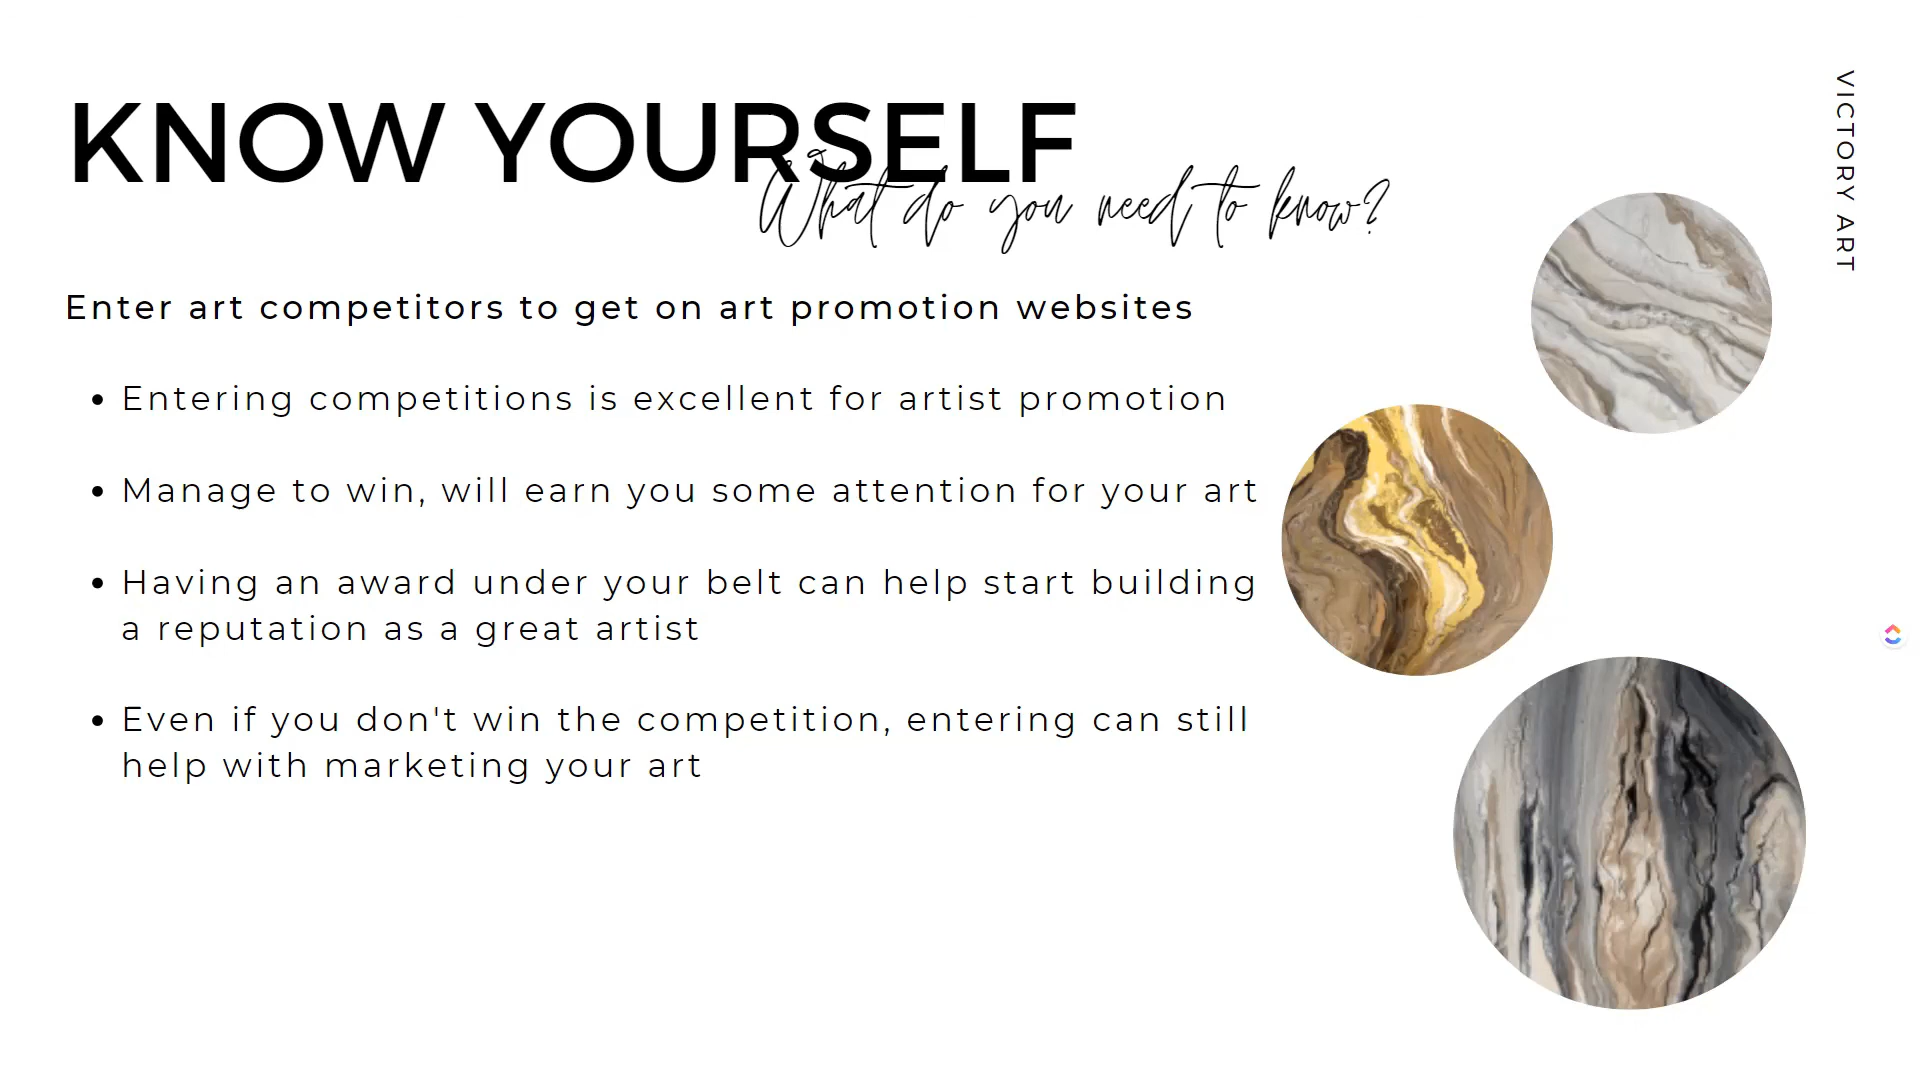 KNOW YOURSELF
What do you need to know?
VICTORY ART
Enter art competitors to get on art promotion websites
• Entering competitions is excellent for artist promotion
• Manage to win, will earn you some attention for your art
• Having an award under your belt can help start building
a reputation as a great artist
• Even if you don't win the competition, entering can still
help with marketing your art